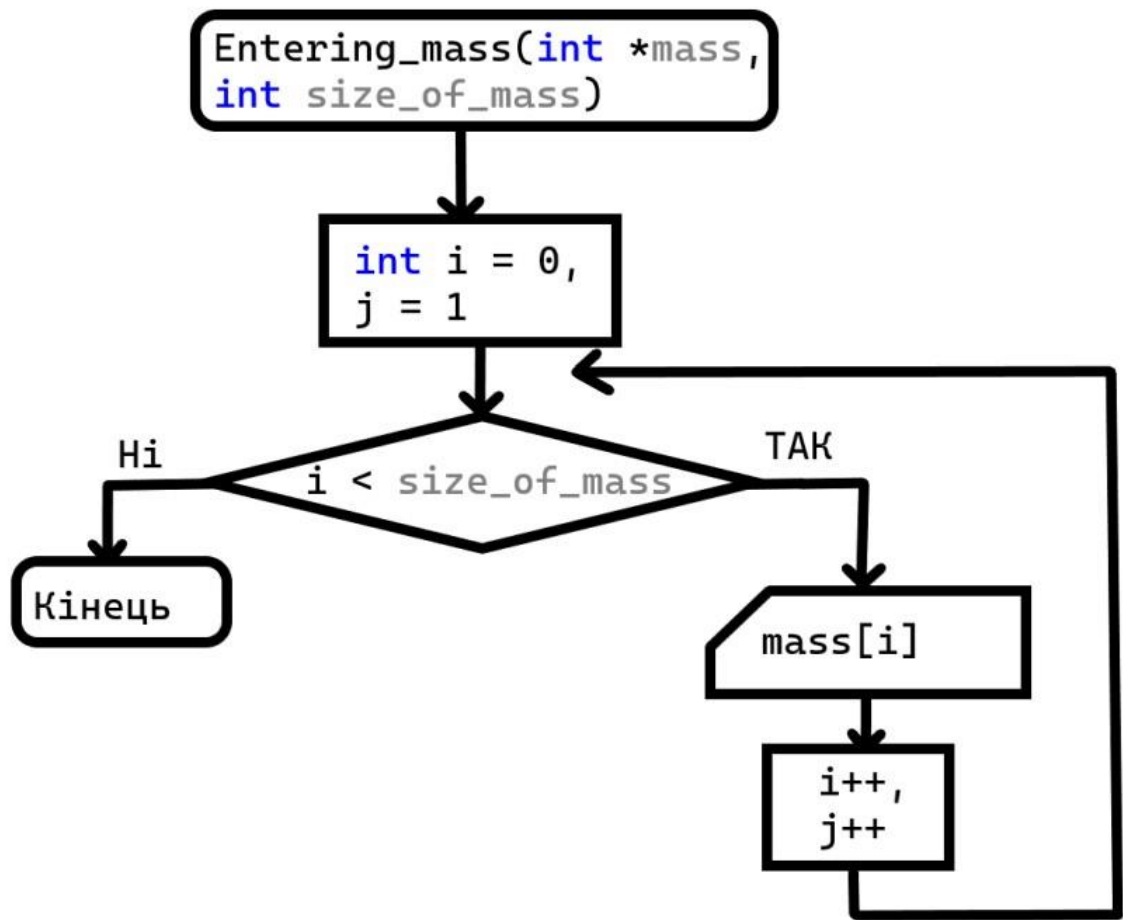 Entering_mass(int *mass,
int size_of_mass)
int i = 0,
j = 1
Ні
ТАК
i < size_of_mass
Кінець
mass[i]
i++,
j++